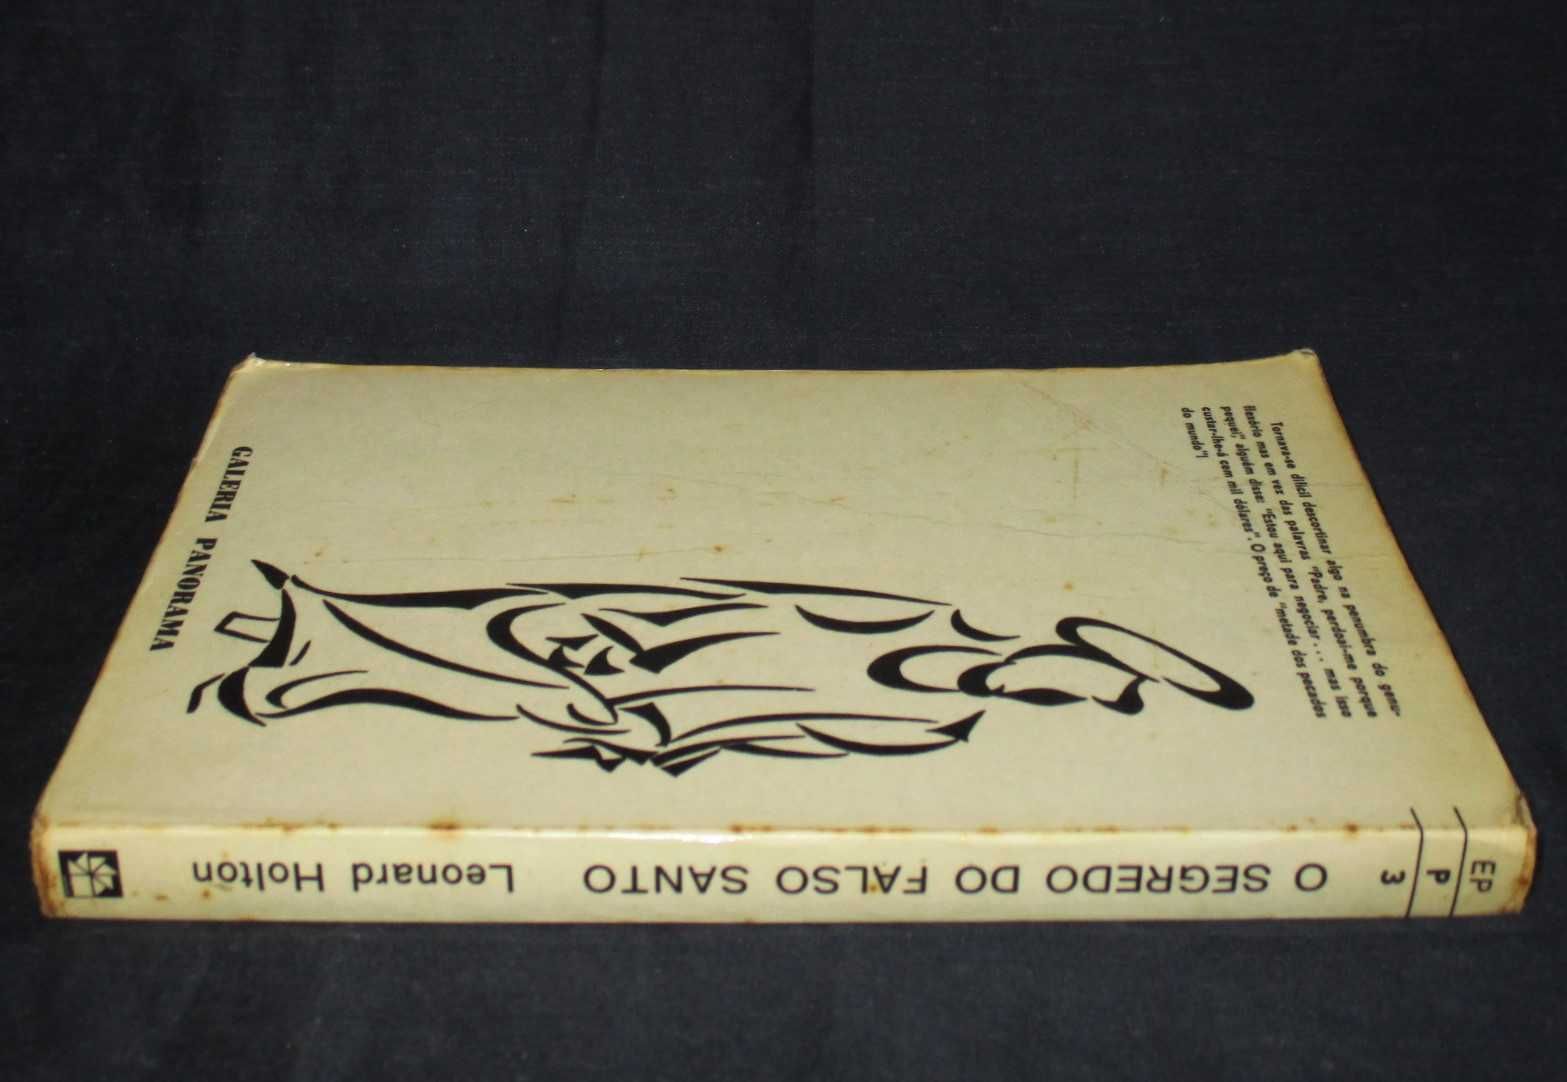 Tornava-se difícil descortinar algo na penumbra do genu-
flexório mas em vez das palavras "Padre, perdoai-me porque
pequei," alguém disse: "Estou aqui para negociar... mas isso
custar-lhe-á com mil dólares". O preço de "metade dos pecados
do mundo"!
GALERIA PANORAMA
EP
P
3
O SEGREDO DO FALSO SANTO Leonard Holton